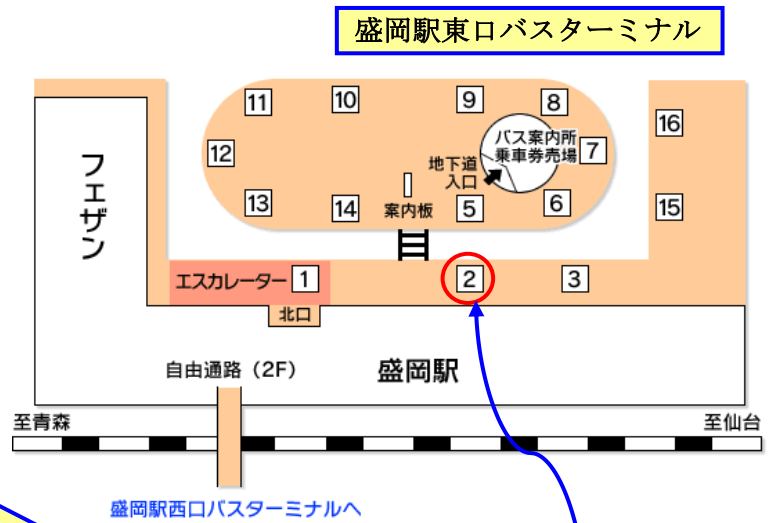 盛岡駅東口バスターミナル
11
10
9
8
16
バス案内所
乗車券売場
7
12
地下道
入口
フェザン
13
14
案内板
5
6
15
エスカレーター
1
2
3
北口
自由通路（2F）
盛岡駅
至青森
至仙台
盛岡駅西口バスターミナルへ